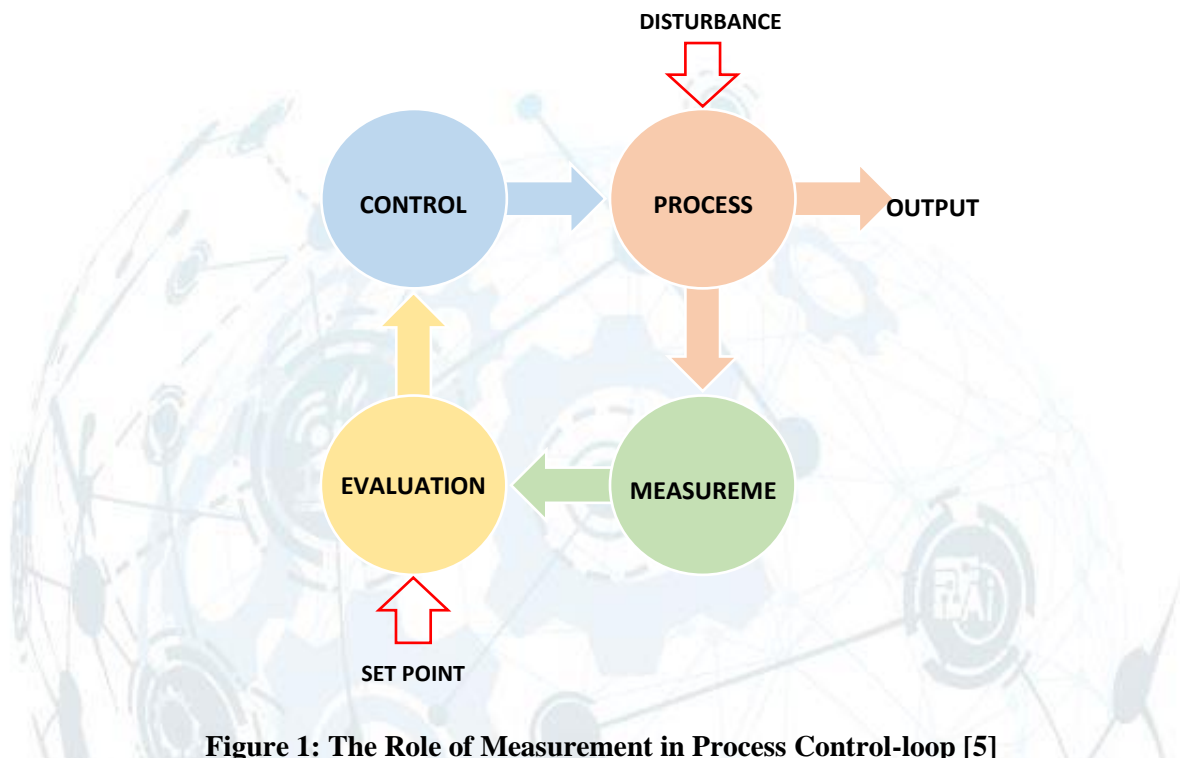 DISTURBANCE
CONTROL
PROCESS
OUTPUT
EVALUATION
MEASUREME
SET POINT
Figure 1: The Role of Measurement in Process Control-loop [5]